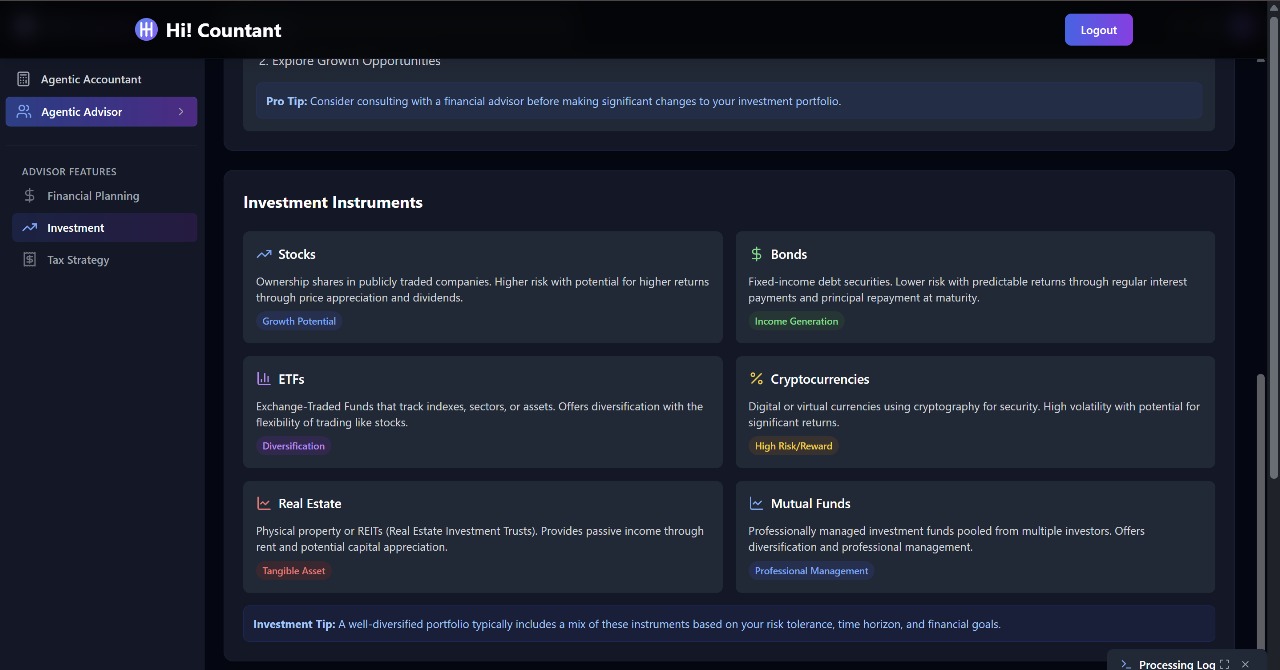 Hi! Countant
Logout
Agentic Accountant
Agentic Advisor
ADVISOR FEATURES
Financial Planning
Investment
Tax Strategy
2. Explore Growth Opportunities
Pro Tip: Consider consulting with a financial advisor before making significant changes to your investment portfolio.
Investment Instruments
Stocks
Ownership shares in publicly traded companies. Higher risk with potential for higher returns
through price appreciation and dividends.
Growth Potential
Bonds
Fixed-income debt securities. Lower risk with predictable returns through regular interest
payments and principal repayment at maturity.
Income Generation
ETFs
Exchange-Traded Funds that track indexes, sectors, or assets. Offers diversification with the
flexibility of trading like stocks.
Diversification
Cryptocurrencies
Digital or virtual currencies using cryptography for security. High volatility with potential for
significant returns.
High Risk/Reward
Real Estate
Physical property or REITs (Real Estate Investment Trusts). Provides passive income through
rent and potential capital appreciation.
Tangible Asset
Mutual Funds
Professionally managed investment funds pooled from multiple investors. Offers
diversification and professional management.
Professional Management
Investment Tip: A well-diversified portfolio typically includes a mix of these instruments based on your risk tolerance, time horizon, and financial goals.
Processing Log